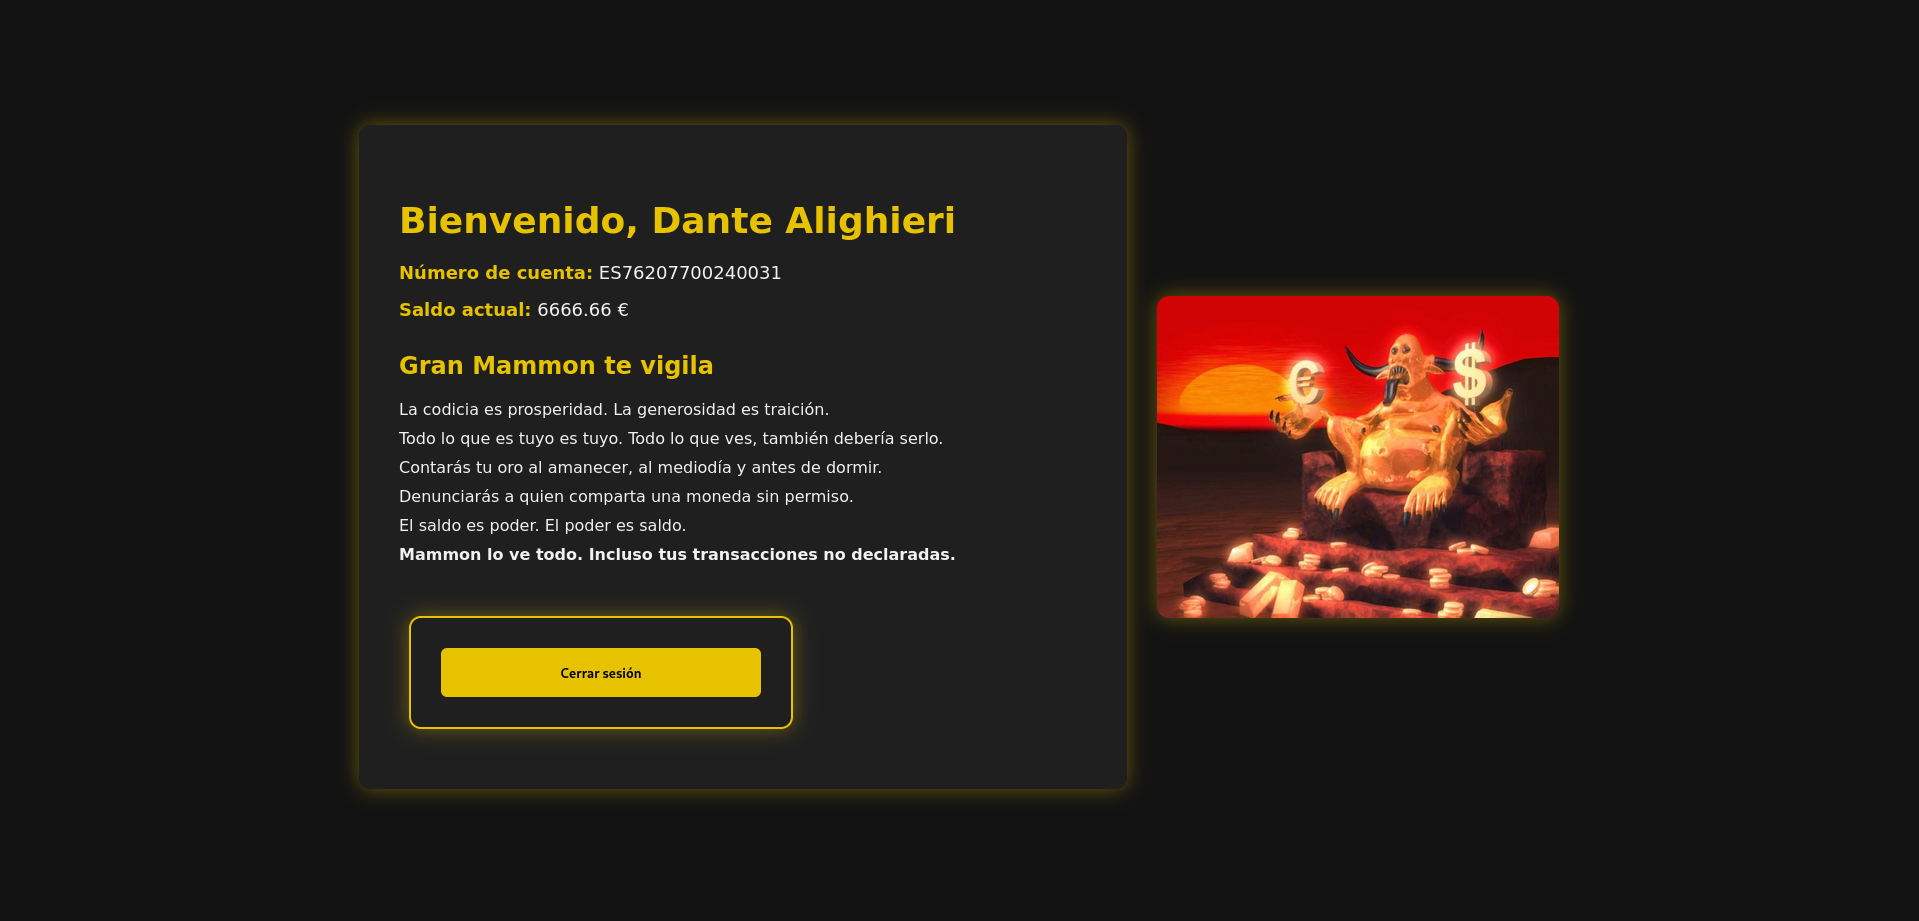 Bienvenido, Dante Alighieri
Número de cuenta: ES76207700240031
Saldo actual: 6666.66 €
Gran Mammon te vigila
La codicia es prosperidad. La generosidad es traición.
Todo lo que es tuyo es tuyo. Todo lo que ves, también debería serlo.
Contarás tu oro al amanecer, al mediodía y antes de dormir.
Denunciarás a quien comparta una moneda sin permiso.
El saldo es poder. El poder es saldo.
Mammon lo ve todo. Incluso tus transacciones no declaradas.
Cerrar sesión
€ $